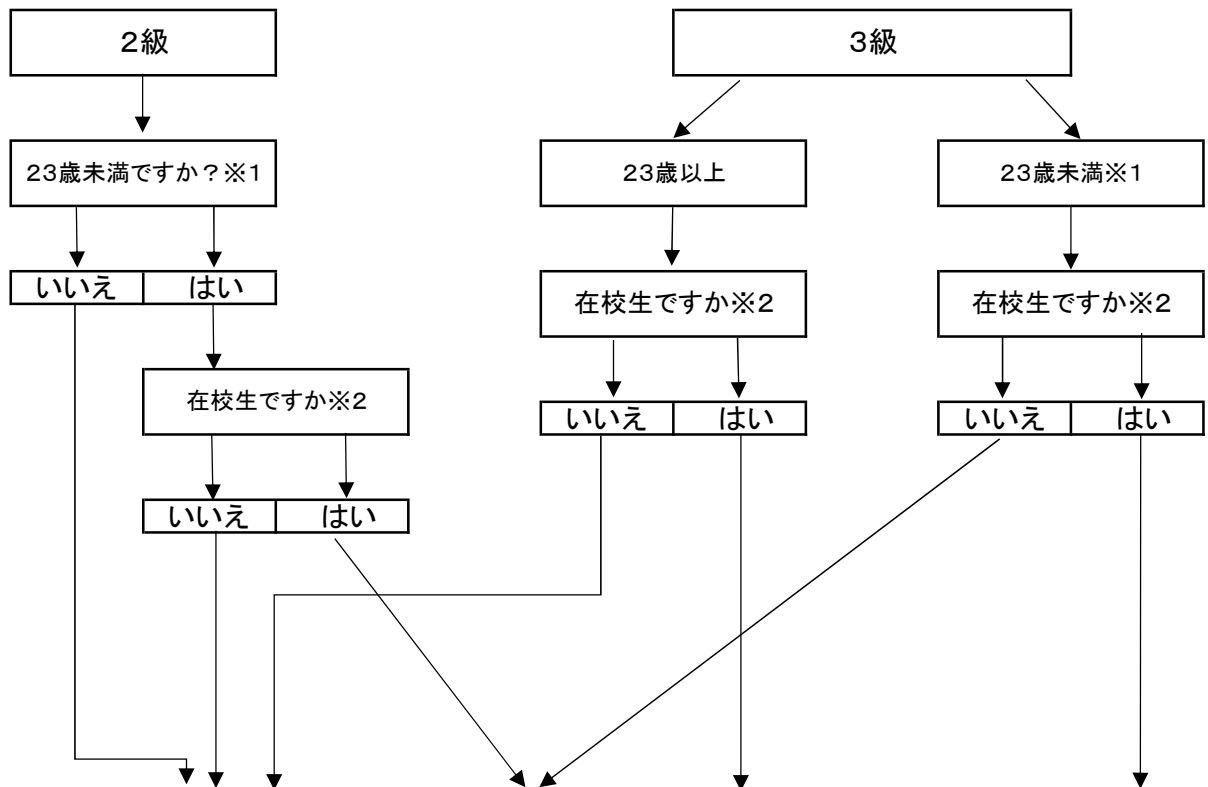 ２級
３級
23歳未満ですか？※1
23歳以上
23歳未満※1
いいえ
はい
在校生ですか※2
在校生ですか※2
在校生ですか※2
いいえ
はい
いいえ
はい
いいえ
はい